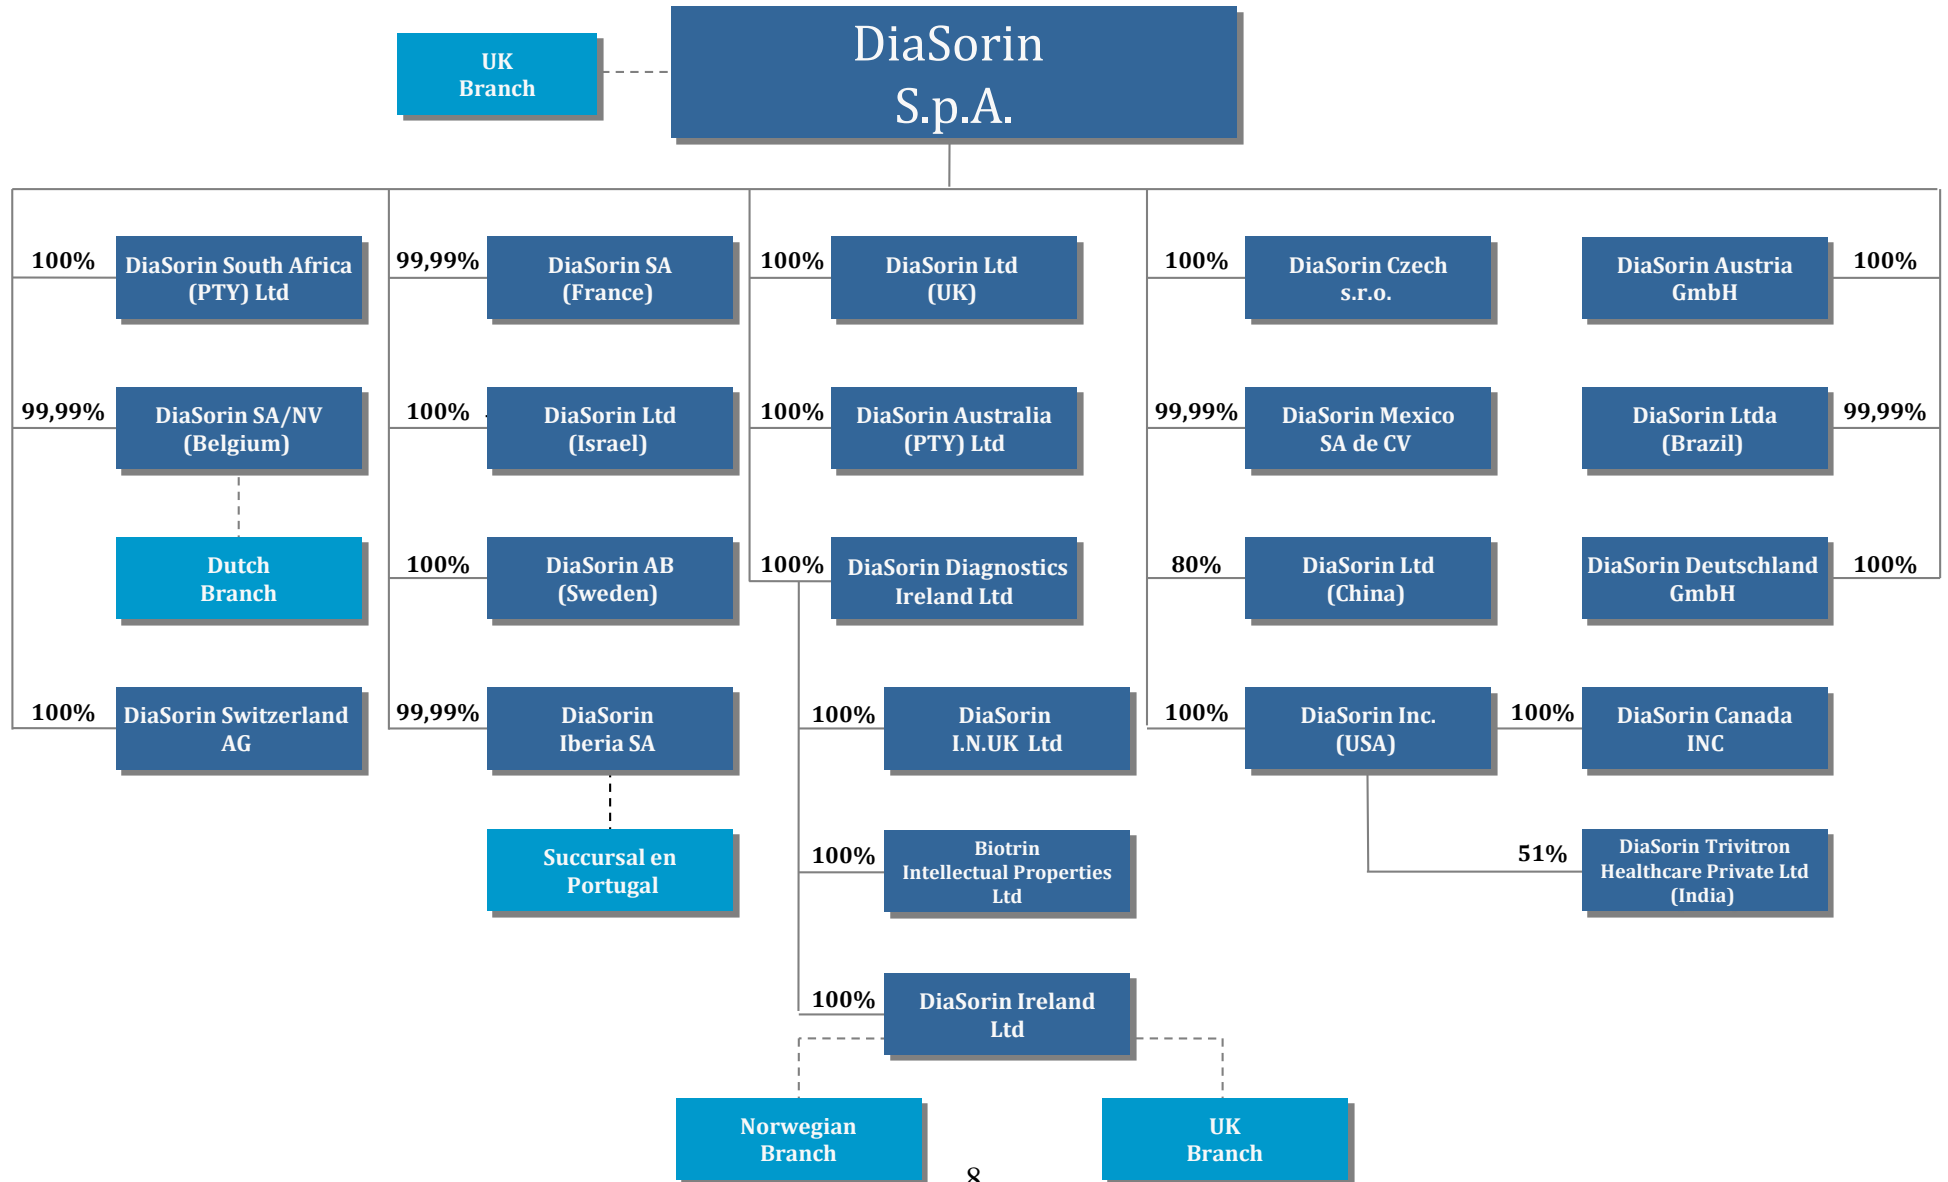 DiaSorin
S.p.A.
UK
Branch
100%
DiaSorin South Africa
(PTY) Ltd
99,99%
DiaSorin SA
(France)
100%
DiaSorin Ltd
(UK)
100%
DiaSorin Czech
s.r.o.
DiaSorin Austria
GmbH
100%
99,99%
DiaSorin SA/NV
(Belgium)
100%
DiaSorin Ltd
(Israel)
100%
DiaSorin Australia
(PTY) Ltd
99,99%
DiaSorin Mexico
SA de CV
DiaSorin Ltda
(Brazil)
99,99%
Dutch
Branch
100%
DiaSorin AB
(Sweden)
100%
DiaSorin Diagnostics
Ireland Ltd
80%
DiaSorin Ltd
(China)
DiaSorin Deutschland
GmbH
100%
100%
DiaSorin Switzerland
AG
99,99%
DiaSorin
Iberia SA
100%
DiaSorin
I.N.UK Ltd
100%
DiaSorin Inc.
(USA)
100%
DiaSorin Canada
INC
Succursal en
Portugal
100%
Biotrin
Intellectual Properties
Ltd
51%
DiaSorin Trivitron
Healthcare Private Ltd
(India)
100%
DiaSorin Ireland
Ltd
Norwegian
Branch
UK
Branch
8